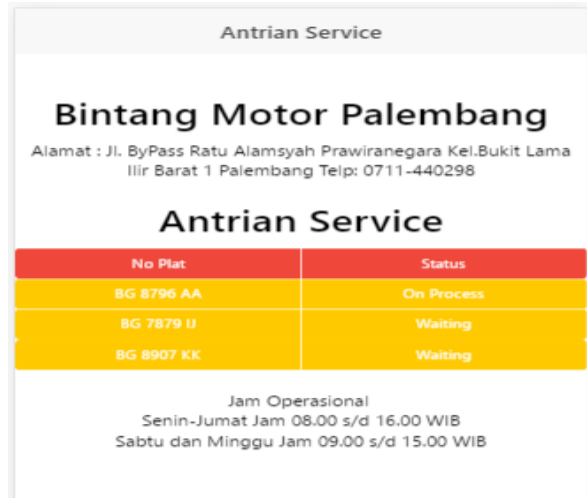 Antrian Service
Bintang Motor Palembang
Alamat : Jl. ByPass Ratu Alamsyah Prawiranegara Kel.Bukit Lama
Ilir Barat 1 Palembang Telp: 0711-440298
Antrian Service
No Plat Status
BG 8796 AA On Process
BG 7879 IJ Waiting
BG 8907 KK Waiting
Jam Operasional
Senin-Jumat Jam 08.00 s/d 16.00 WIB
Sabtu dan Minggu Jam 09.00 s/d 15.00 WIB